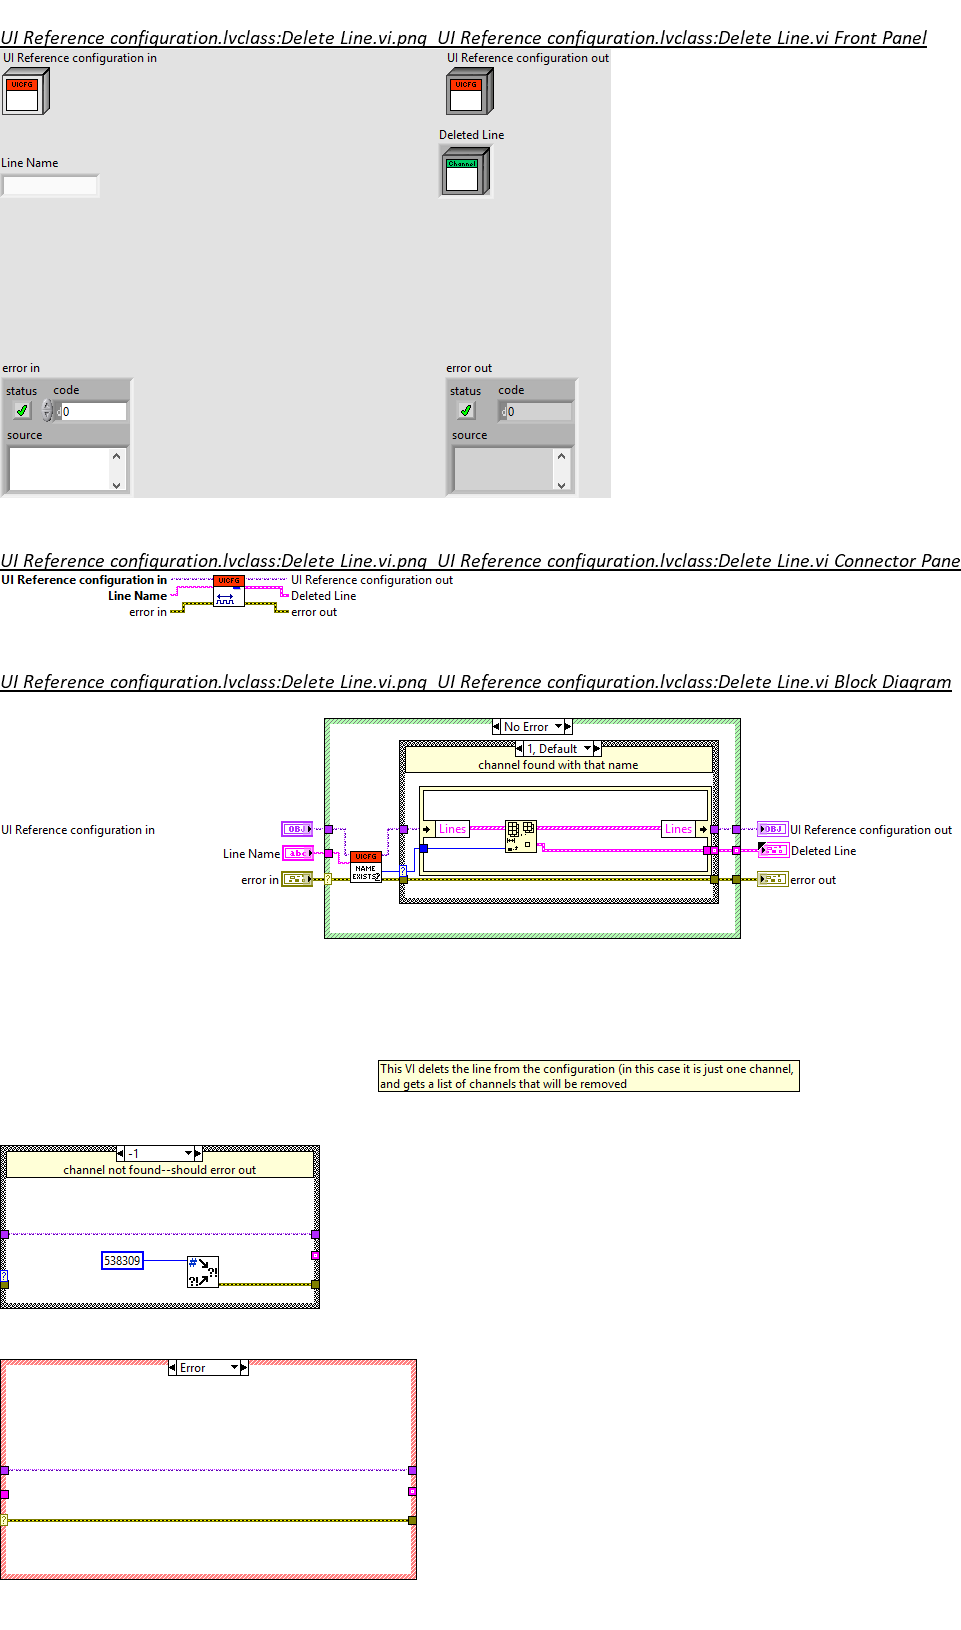 UI Reference configuration.lvclass:Delete Line.vi.png UI Reference configuration.lvclass:Delete Line.vi Front Panel
UI Reference configuration in
UI Reference configuration out
UICFG
UICFG
Deleted Line
Channel
Line Name
error in
error out
status code
status code
d 0
d 0
source
source
UI Reference configuration.lvclass:Delete Line.vi.png UI Reference configuration.lvclass:Delete Line.vi Connector Pane
UI Reference configuration in
UICFG
UI Reference configuration out
Line Name
Deleted Line
error in
error out
UI Reference configuration.lvclass:Delete Line.vi.png UI Reference configuration.lvclass:Delete Line.vi Block Diagram
No Error
1, Default
channel found with that name
UI Reference configuration in
OBJ
Lines
Lines
OBJ
UI Reference configuration out
Line Name
abc
UICFG
NAME
EXISTS?
Deleted Line
error in
?
?
error out
This VI delets the line from the configuration (in this case it is just one channel,
and gets a list of channels that will be removed
-1
channel not found--should error out
538309
# ?!
?!
?
Error
?